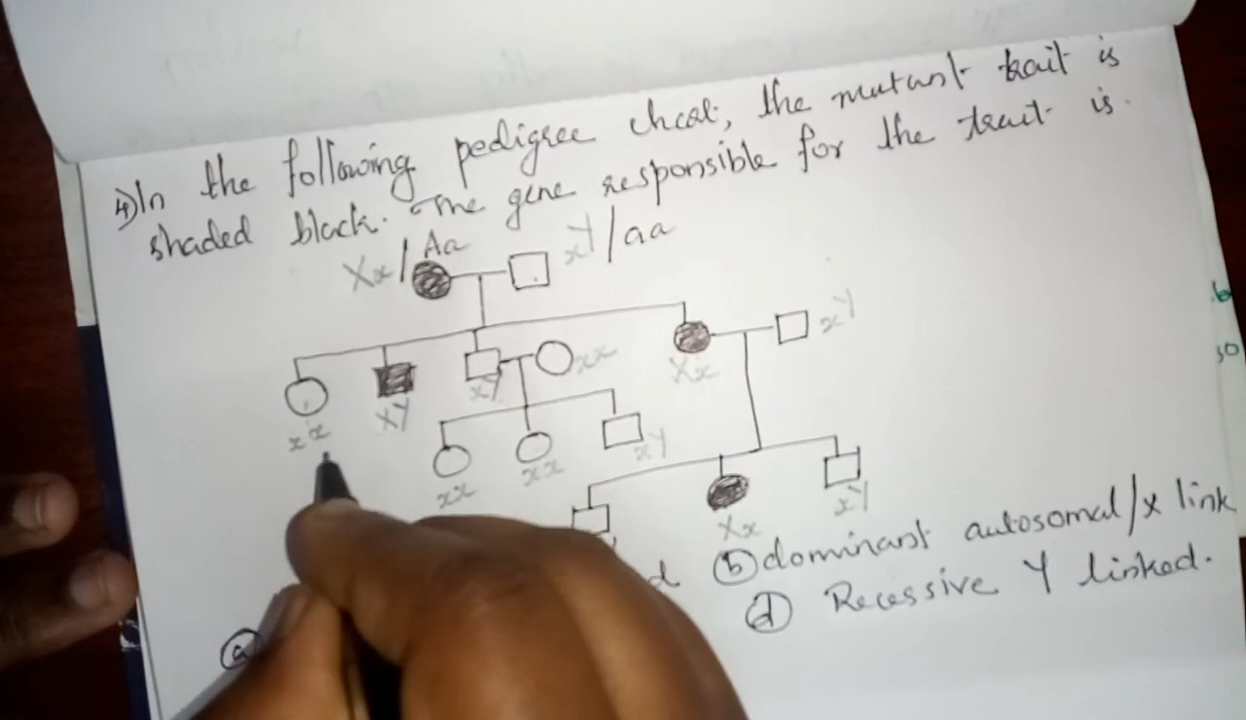 4) In the following pedigree chart, the mutant trait is
shaded black. The gene responsible for the trait is.
Xx/Aa xY/aa
xY
xx XY xY xx Xx
xx xx xY
Xx xY
d (b) dominant autosomal/x link
(a) (d) Recessive Y linked.
b
30